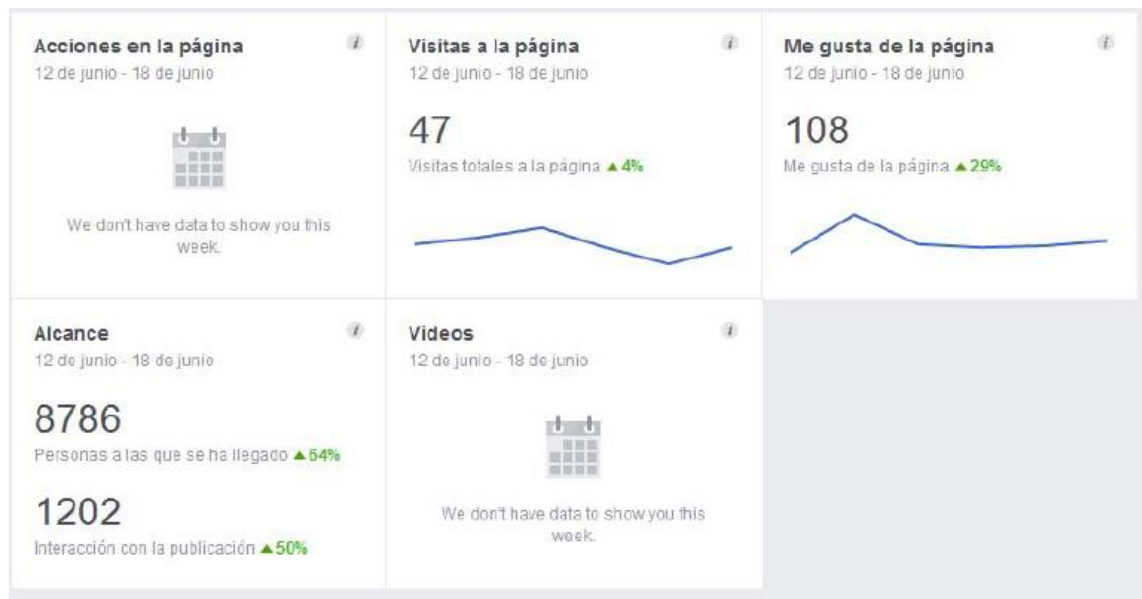 Acciones en la página
12 de junio - 18 de junio
We don't have data to show you this
week.
Visitas a la página
12 de junio - 18 de junio
47
Visitas totales a la página ▲4%
Me gusta de la página
12 de junio - 18 de junio
108
Me gusta de la página ▲29%
Alcance
12 de junio - 18 de junio
8786
Personas a las que se ha llegado ▲64%
1202
Interacción con la publicación ▲50%
Videos
12 de junio - 18 de junio
We don't have data to show you this
week.